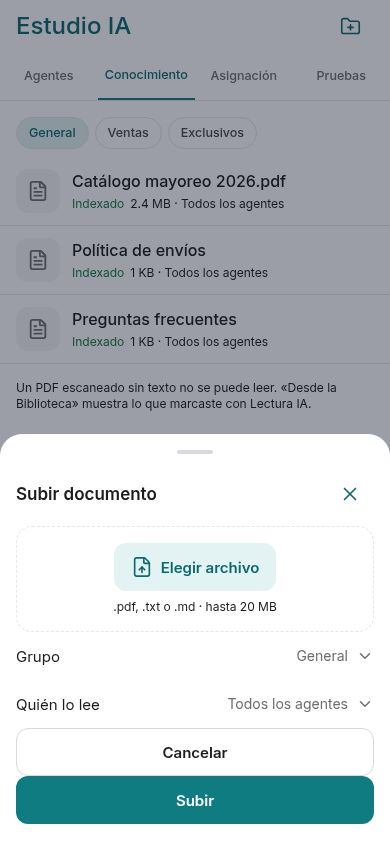 Estudio IA
Agentes
Conocimiento
Asignación
Pruebas
General
Ventas
Exclusivos
Catálogo mayoreo 2026.pdf
Indexado 2.4 MB · Todos los agentes
Política de envíos
Indexado 1 KB · Todos los agentes
Preguntas frecuentes
Indexado 1 KB · Todos los agentes
Un PDF escaneado sin texto no se puede leer. «Desde la
Biblioteca» muestra lo que marcaste con Lectura IA.
Subir documento
Elegir archivo
.pdf, .txt o .md · hasta 20 MB
Grupo
General
Quién lo lee
Todos los agentes
Cancelar
Subir